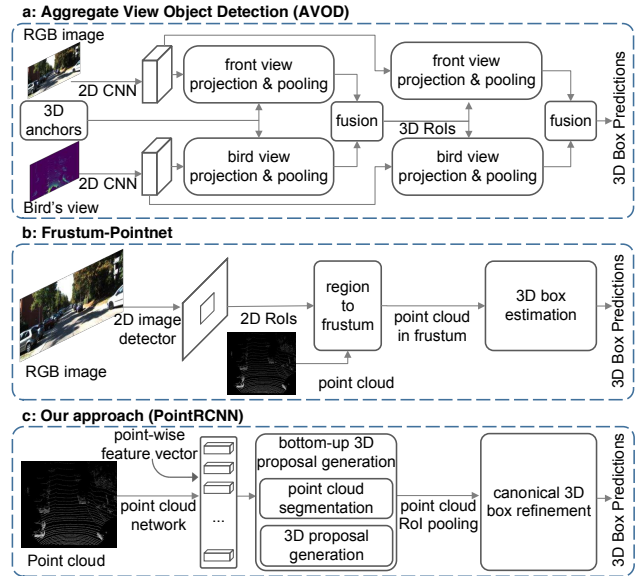 a: Aggregate View Object Detection (AVOD)
RGB image
2D CNN
front view
projection & pooling
front view
projection & pooling
3D
anchors
fusion
3D RoIs
fusion
3D Box Predictions
2D CNN
bird view
projection & pooling
bird view
projection & pooling
Bird's view
b: Frustum-Pointnet
2D image
detector
RGB image
2D RoIs
point cloud
region
to
frustum
point cloud
in frustum
3D box
estimation
3D Box Predictions
c: Our approach (PointRCNN)
Point cloud
point-wise
feature vector
point cloud
network
...
bottom-up 3D
proposal generation
point cloud
segmentation
3D proposal
generation
point cloud
RoI pooling
canonical 3D
box refinement
3D Box Predictions